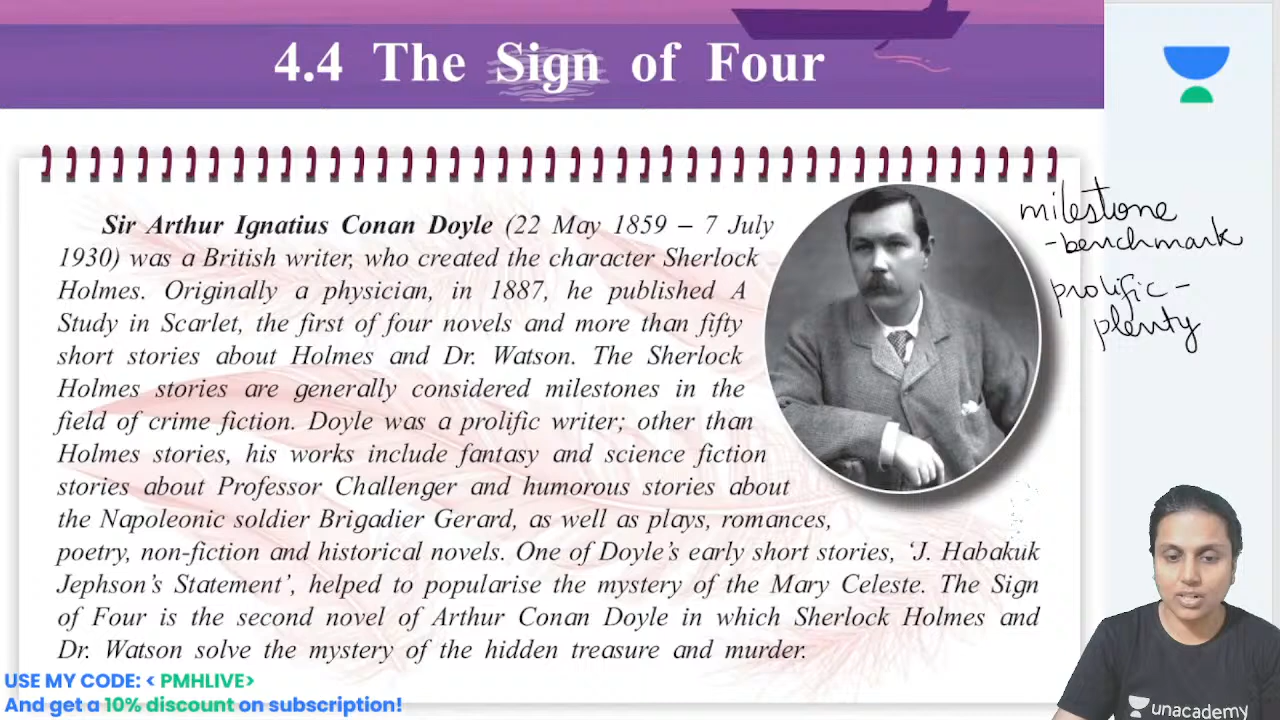 4.4 The Sign of Four
Sir Arthur Ignatius Conan Doyle (22 May 1859 – 7 July
1930) was a British writer, who created the character Sherlock
Holmes. Originally a physician, in 1887, he published A
Study in Scarlet, the first of four novels and more than fifty
short stories about Holmes and Dr. Watson. The Sherlock
Holmes stories are generally considered milestones in the
field of crime fiction. Doyle was a prolific writer; other than
Holmes stories, his works include fantasy and science fiction
stories about Professor Challenger and humorous stories about
the Napoleonic soldier Brigadier Gerard, as well as plays, romances,
poetry, non-fiction and historical novels. One of Doyle's early short stories, 'J. Habakuk
Jephson's Statement', helped to popularise the mystery of the Mary Celeste. The Sign
of Four is the second novel of Arthur Conan Doyle in which Sherlock Holmes and
Dr. Watson solve the mystery of the hidden treasure and murder.
milestone
-benchmark
prolific -
plenty
USE MY CODE: < PMHLIVE>
And get a 10% discount on subscription!
unacademy